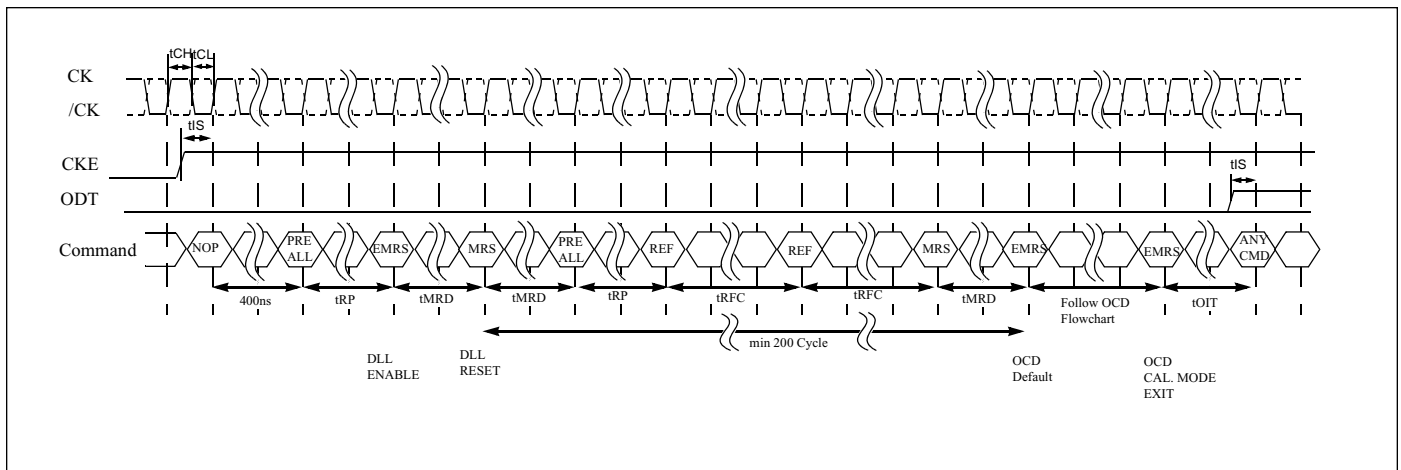 tCH tCL
CK
/CK
tIS
CKE
tIS
ODT
Command
NOP
PRE
ALL
EMRS
MRS
PRE
ALL
REF
REF
MRS
EMRS
EMRS
ANY
CMD
400ns
tRP
tMRD
tMRD
tRP
tRFC
tRFC
tMRD
Follow OCD
Flowchart
tOIT
min 200 Cycle
DLL
ENABLE
DLL
RESET
OCD
Default
OCD
CAL. MODE
EXIT